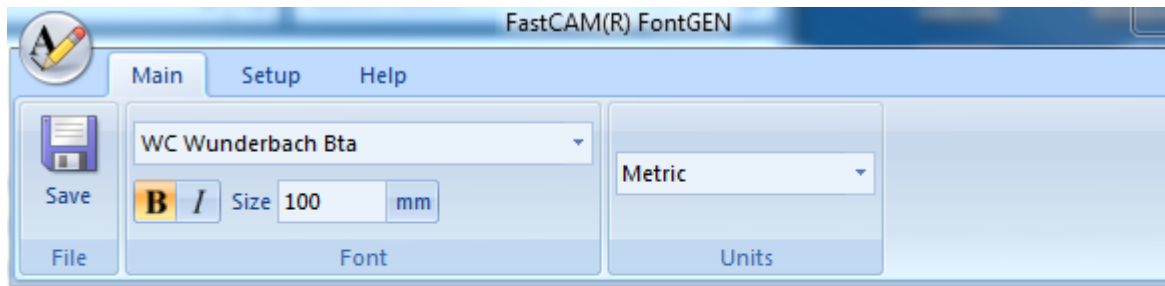 FastCAM(R) FontGEN
Main Setup Help
WC Wunderbach Bta
Metric
Save B I Size 100 mm
File Font Units